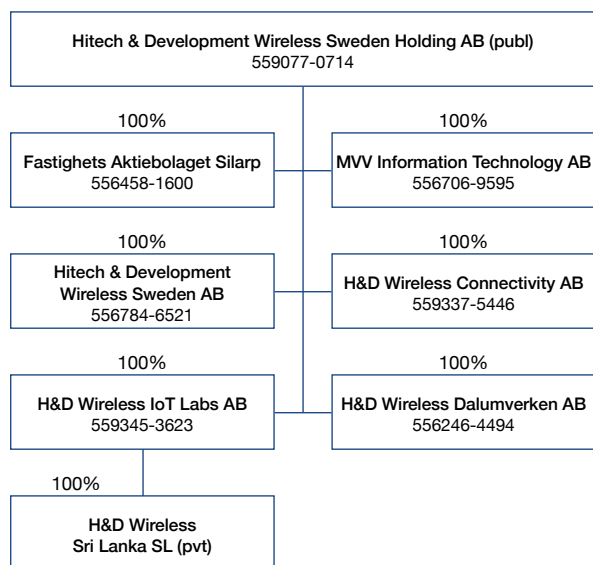 Hitech & Development Wireless Sweden Holding AB (publ)
559077-0714
100%
Fastighets Aktiebolaget Silarp
556458-1600
100%
MVV Information Technology AB
556706-9595
100%
Hitech & Development
Wireless Sweden AB
556784-6521
100%
H&D Wireless Connectivity AB
559337-5446
100%
H&D Wireless IoT Labs AB
559345-3623
100%
H&D Wireless Dalumverken AB
556246-4494
100%
H&D Wireless
Sri Lanka SL (pvt)